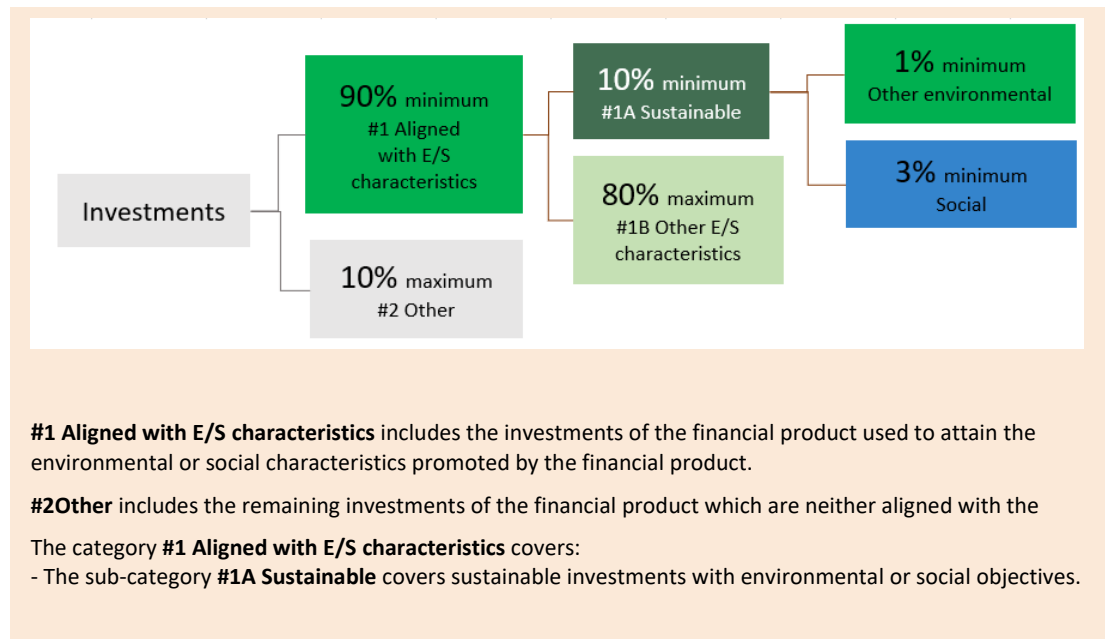 Investments
90% minimum
#1 Aligned
with E/S
characteristics
10% maximum
#2 Other
10% minimum
#1A Sustainable
80% maximum
#1B Other E/S
characteristics
1% minimum
Other environmental
3% minimum
Social
#1 Aligned with E/S characteristics includes the investments of the financial product used to attain the
environmental or social characteristics promoted by the financial product.
#2Other includes the remaining investments of the financial product which are neither aligned with the
The category #1 Aligned with E/S characteristics covers:
- The sub-category #1A Sustainable covers sustainable investments with environmental or social objectives.